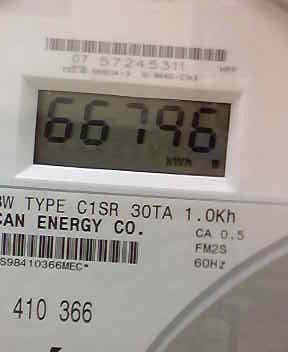 07 57245311
66796
kWh
3W TYPE C1SR 30TA 1.0Kh
CAN ENERGY CO.
CA 0.5
FM2S
60Hz
S98410366MEC*
410 366